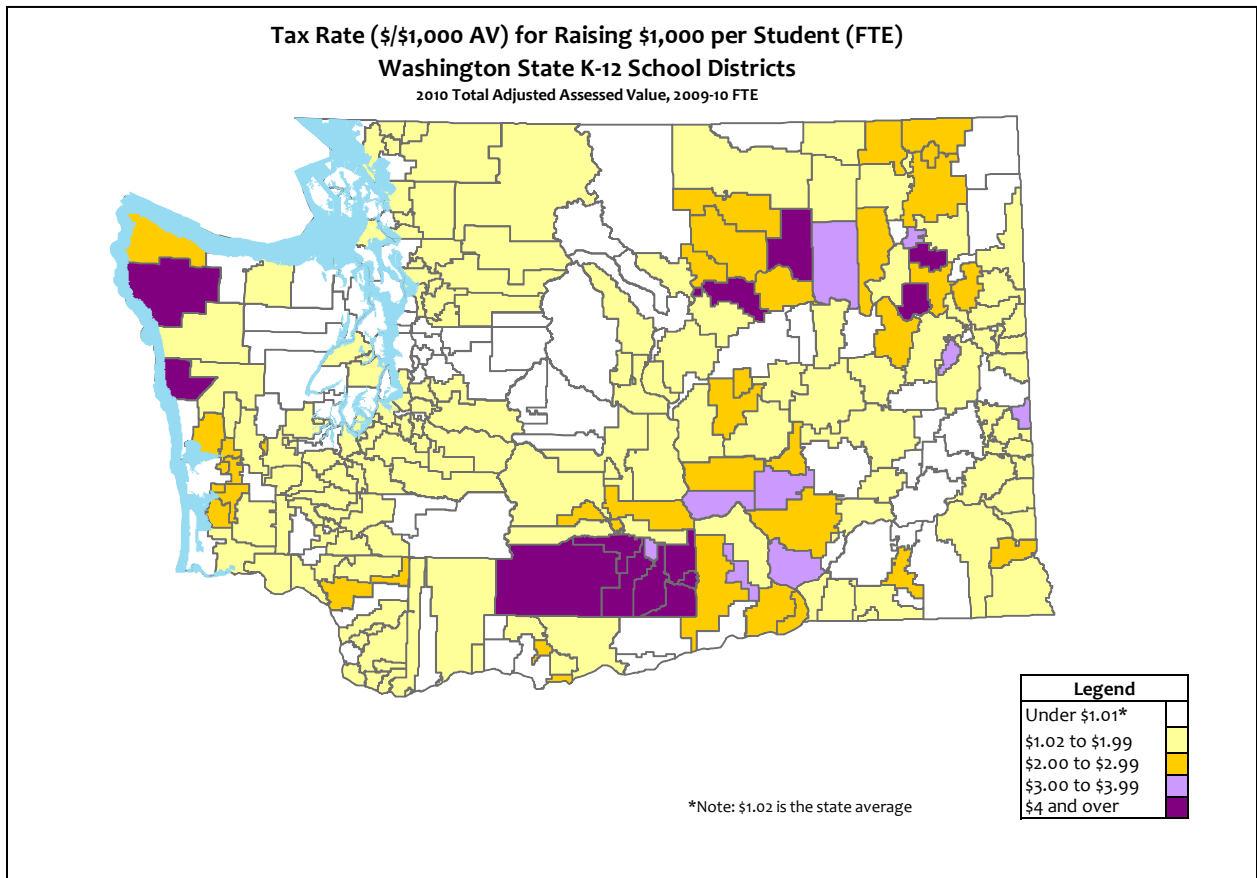 Tax Rate ($/$1,000 AV) for Raising $1,000 per Student (FTE)
Washington State K-12 School Districts
2010 Total Adjusted Assessed Value, 2009-10 FTE
Legend
Under $1.01*
$1.02 to $1.99
$2.00 to $2.99
$3.00 to $3.99
$4 and over
*Note: $1.02 is the state average